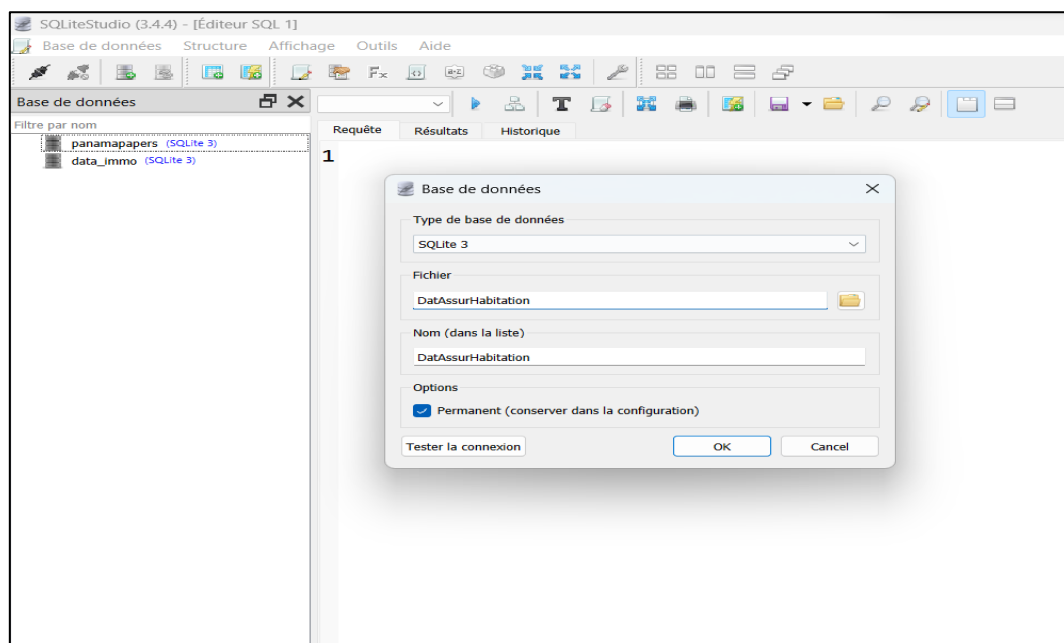 SQLiteStudio (3.4.4) - [Éditeur SQL 1]
Base de données Structure Affichage Outils Aide
Base de données
Filtre par nom
panamapapers (SQLite 3)
data_immo (SQLite 3)
Requête Résultats Historique
1
Base de données
Type de base de données
SQLite 3
Fichier
DatAssurHabitation
Nom (dans la liste)
DatAssurHabitation
Options
Permanent (conserver dans la configuration)
Tester la connexion OK Cancel